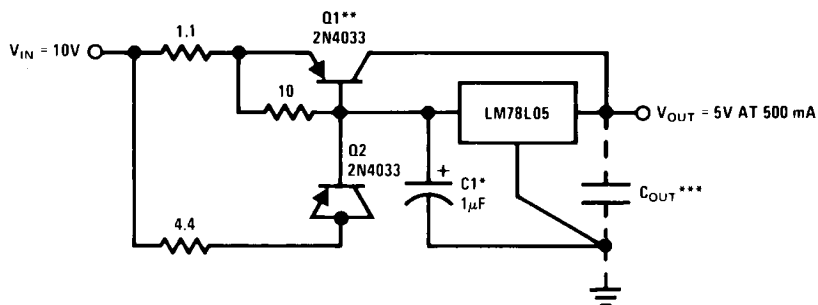 Q1**
2N4033
1.1
V_IN = 10V
10
LM78L05
V_OUT = 5V AT 500 mA
Q2
2N4033
+
C1*
1μF
C_OUT***
4.4